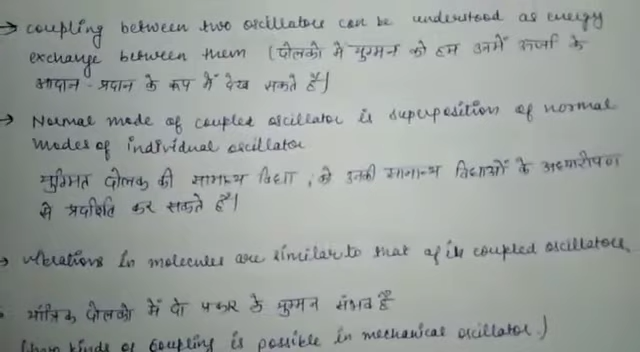 → coupling between two oscillators can be understood as energy
exchange between them (दोलको मे युग्मन को हम उनमें ऊर्जा के
आदान - प्रदान के रूप में देख सकते हैं)
→ Normal mode of coupled oscillator is superposition of normal
modes of individual oscillator
युग्मित दोलक की सामान्य विधा , को उनकी सामान्य विधाओं के अध्यारोपण
से प्रदर्शित कर सकते हैं।
→ vibrations in molecules are similar to that of its coupled oscillators.
यांत्रिक दोलको में दो प्रकार के युग्मन संभव है
kinds of coupling is possible in mechanical oscillator.)